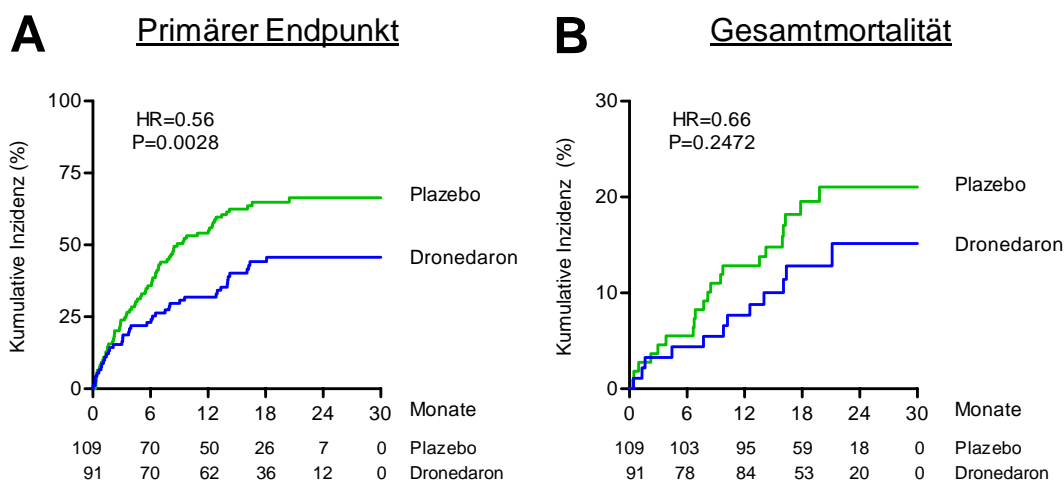 A Primärer Endpunkt
Kumulative Inzidenz (%)
100
75
50
25
0
HR=0.56
P=0.0028
Plazebo
Dronedaron
0 6 12 18 24 30 Monate
109 70 50 26 7 0 Plazebo
91 70 62 36 12 0 Dronedaron
B Gesamtmortalität
Kumulative Inzidenz (%)
30
20
10
0
HR=0.66
P=0.2472
Plazebo
Dronedaron
0 6 12 18 24 30 Monate
109 103 95 59 18 0 Plazebo
91 78 84 53 20 0 Dronedaron